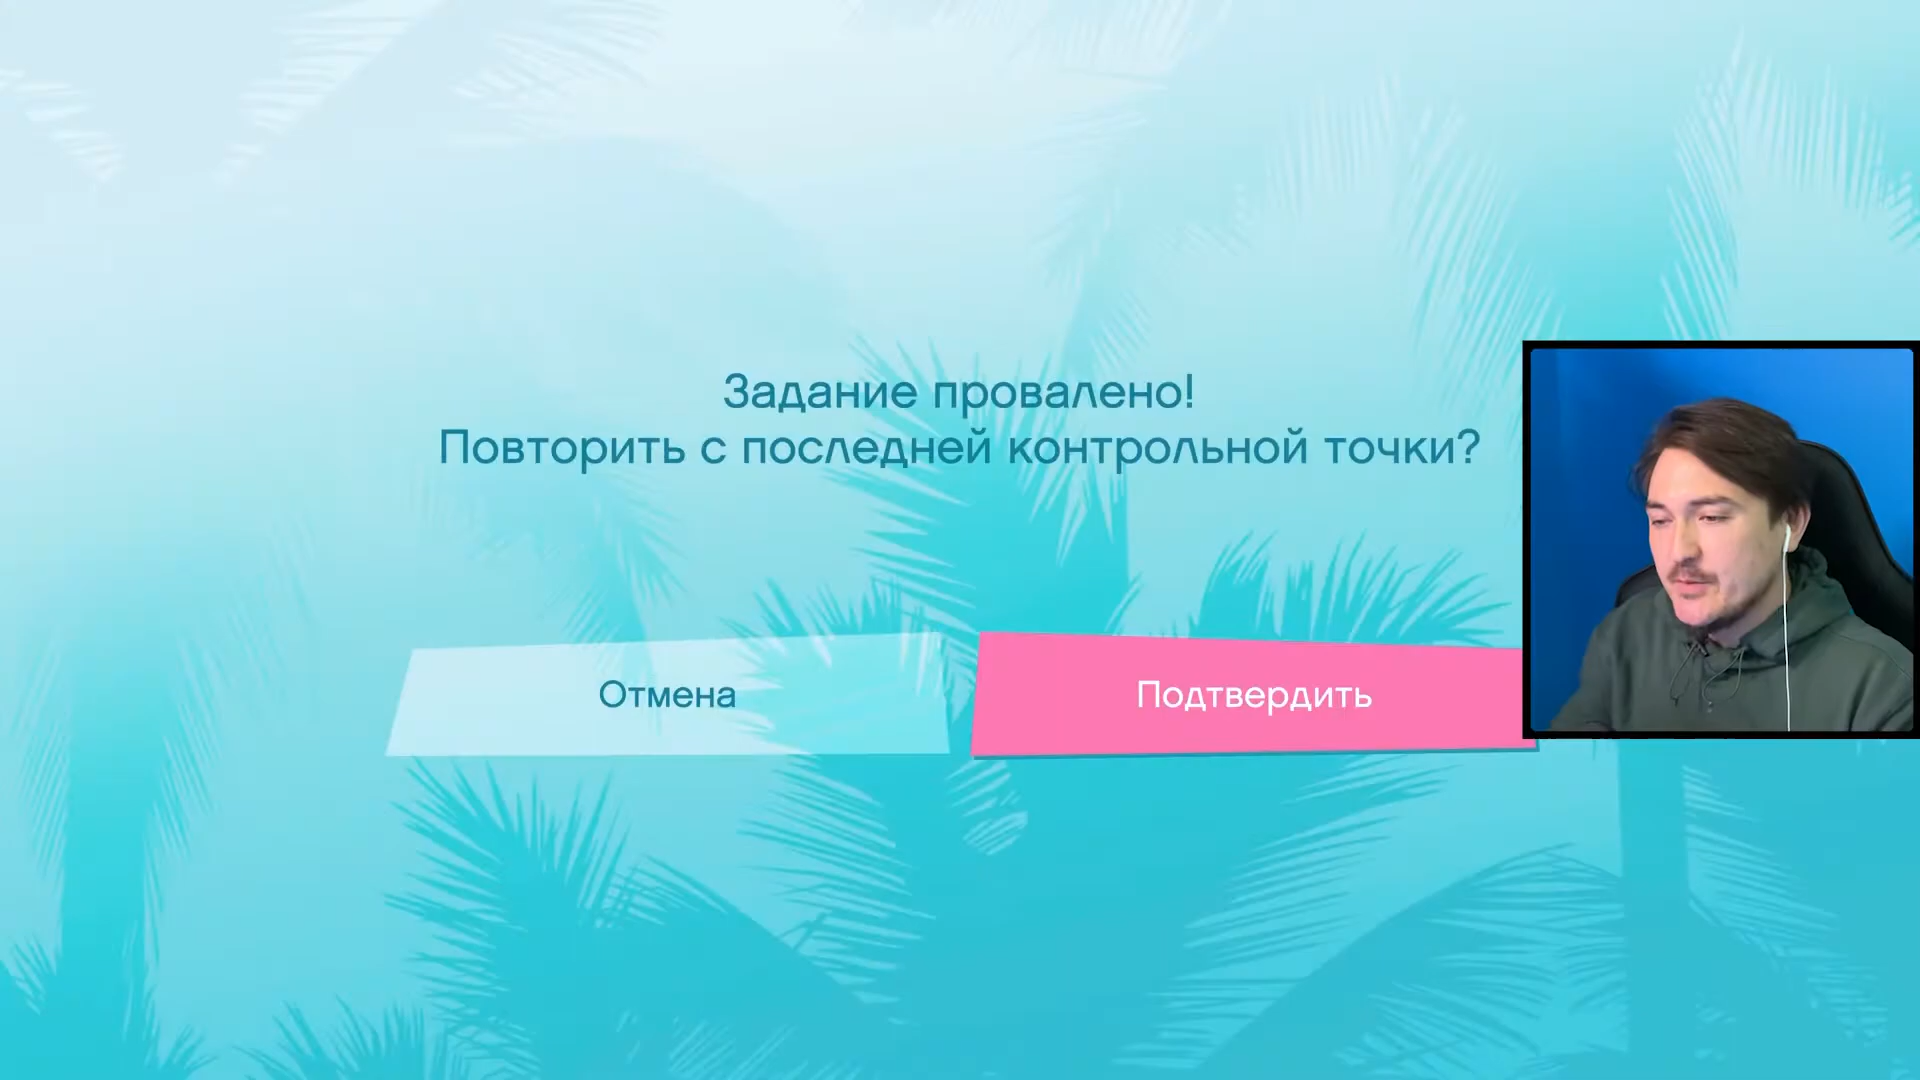 Задание провалено!
Повторить с последней контрольной точки?
Отмена
Подтвердить